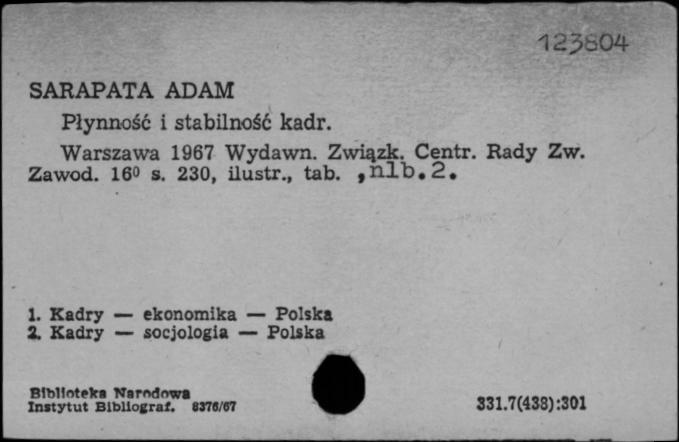 123804
SARAPATA ADAM
Płynność i stabilność kadr.
Warszawa 1967 Wydawn. Związk. Centr. Rady Zw.
Zawod. 16⁰ s. 230, ilustr., tab. ,nlb.2.
1. Kadry — ekonomika — Polska
2. Kadry — socjologia — Polska
Biblioteka Narodowa
Instytut Bibliograf. 8376/67
331.7(438):301